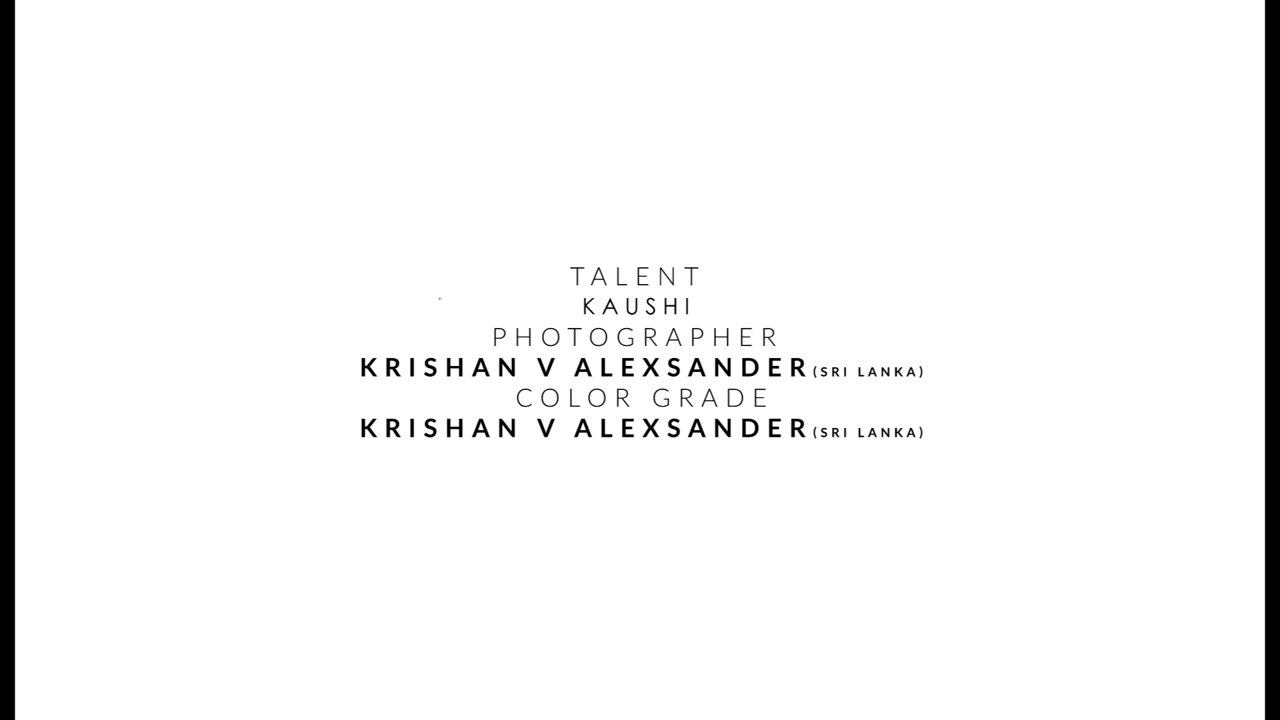 TALENT
KAUSHI
PHOTOGRAPHER
KRISHAN V ALEXSANDER(SRI LANKA)
COLOR GRADE
KRISHAN V ALEXSANDER(SRI LANKA)